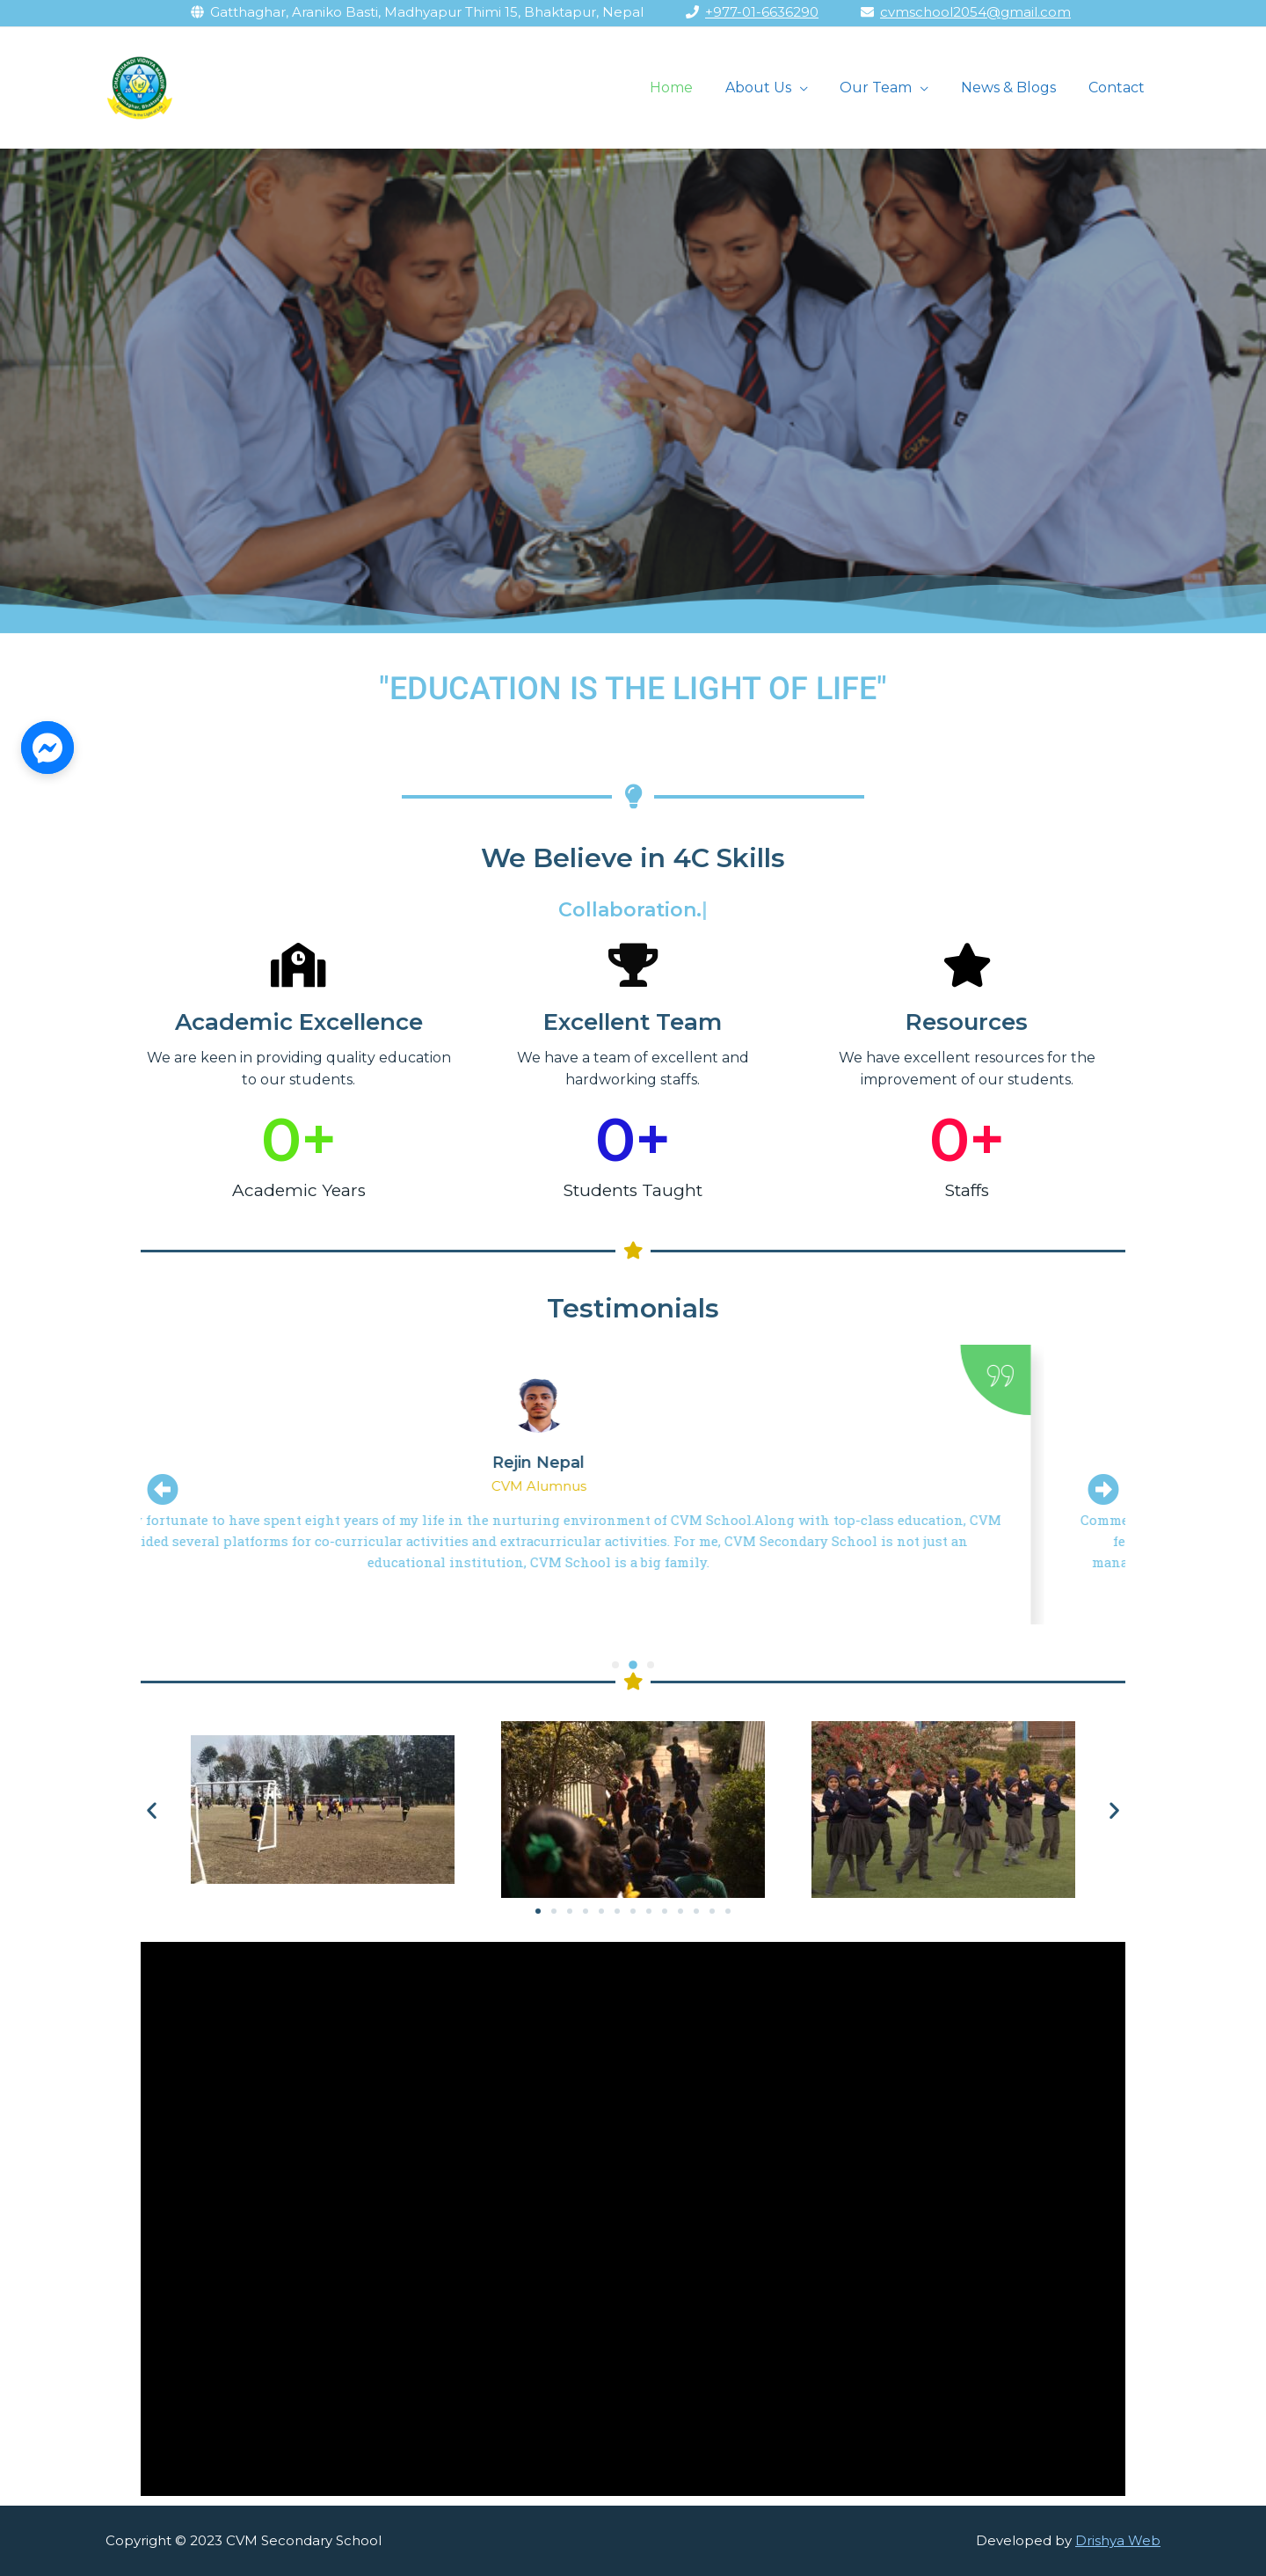 Gatthaghar, Araniko Basti, Madhyapur Thimi 15, Bhaktapur, Nepal +977-01-6636290 cvmschool2054@gmail.com
Home About Us Our Team News & Blogs Contact
CVM
CVM
"EDUCATION IS THE LIGHT OF LIFE"
We Believe in 4C Skills
Collaboration.|
Academic Excellence
We are keen in providing quality education
to our students.
Excellent Team
We have a team of excellent and
hardworking staffs.
Resources
We have excellent resources for the
improvement of our students.
0+
Academic Years
0+
Students Taught
0+
Staffs
Testimonials
Rejin Nepal
CVM Alumnus
fortunate to have spent eight years of my life in the nurturing environment of CVM School.Along with top-class education, CVM
ided several platforms for co-curricular activities and extracurricular activities. For me, CVM Secondary School is not just an
educational institution, CVM School is a big family.
Comme
fe
mana
Copyright © 2023 CVM Secondary School
Developed by Drishya Web